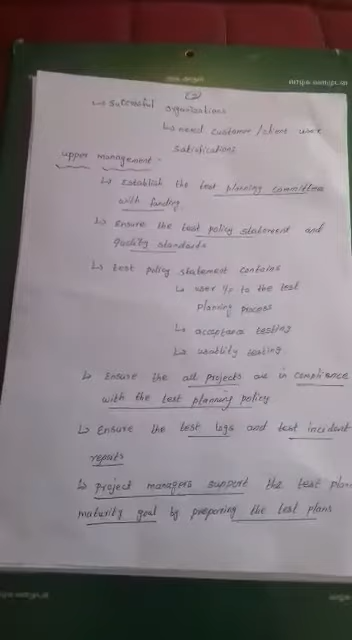 (2)
↳ successful organisations
↳ need customer / client user
satisfications
upper management:-
↳ Establish the test planning committee
with funding
↳ Ensure the test policy statement and
quality standards
↳ test policy statement contains
↳ user i/p to the test
planning process
↳ acceptance testing
↳ usability testing.
↳ Ensure the all projects are in compliance
with the test planning policy
↳ Ensure the test logs and test incident
reports
↳ project managers support the test plan
maturity goal by preparing the test plans